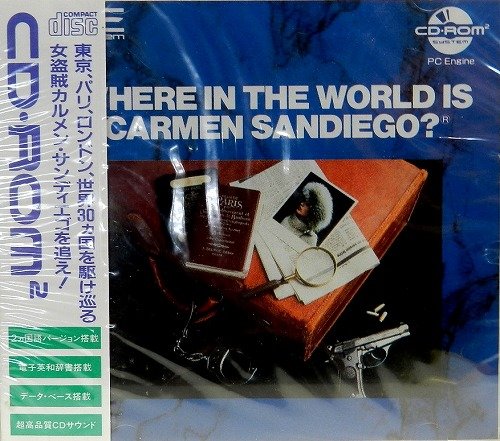 COMPACT
disc
CD-ROM²
東京、パリ、ロンドン、世界30ヵ国を駆け巡る
女盗賊カルメン・サンディエゴを追え!
2ヵ国語バージョン搭載
電子英和辞書搭載
データ・ベース搭載
超高品質CDサウンド
CD-ROM²
SYSTEM
PC Engine
HERE IN THE WORLD IS
CARMEN SANDIEGO?®
PARIS